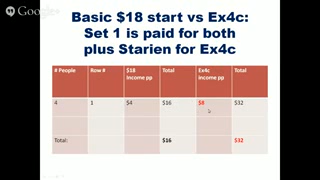 Google+
Basic $18 start vs Ex4c:
Set 1 is paid for both
plus Starien for Ex4c
# People Row # $18 income pp Total Ex4c income pp Total
4 1 $4 $16 $8 $32
Total: $16 $32